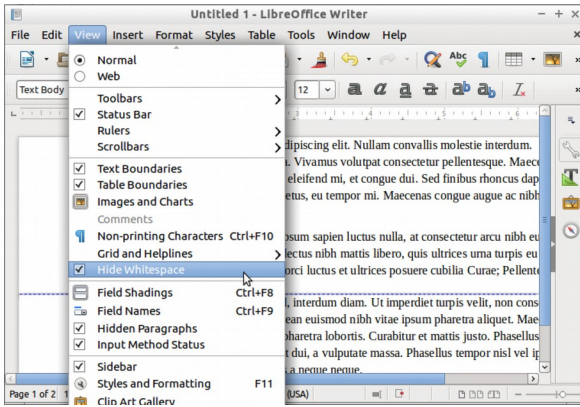 Untitled 1 - LibreOffice Writer
File Edit View Insert Format Styles Table Tools Window Help
Normal
Web
Text Body
12
Toolbars
Status Bar
Rulers
Scrollbars
Text Boundaries
Table Boundaries
Images and Charts
Comments
Non-printing Characters Ctrl+F10
Grid and Helplines
Hide Whitespace
Field Shadings Ctrl+F8
Field Names Ctrl+F9
Hidden Paragraphs
Input Method Status
Sidebar
Styles and Formatting F11
Clip Art Gallery
dipiscing elit. Nullam convallis molestie interdum.
. Vivamus volutpat consectetur pellentesque. Maece
eleifend mi, et congue dui. Sed finibus rhoncus dap
etus, eu tempor mi. Maecenas congue augue ac nibh
psum sapien luctus nulla, at consectetur arcu nibh eu
lectus nibh mattis libero, quis ultrices urna turpis eu
orci luctus et ultrices posuere cubilia Curae; Pellente
, interdum diam. Ut imperdiet turpis velit, non cons
ean euismod nibh vitae ipsum pharetra aliquet. Mae
pharetra lobortis. Curabitur et mattis justo. Phasellus
t dui, a vulputate massa. Phasellus tempor nisl vel ip
s a neque neque.
Page 1 of 2 1
(USA)